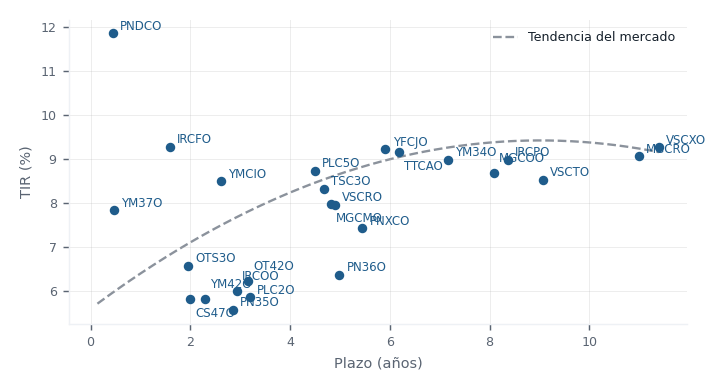 12
11
10
9
8
7
6
TIR (%)
0
2
4
6
8
10
Plazo (años)
Tendencia del mercado
PNDCO
IRCFO
YMCIO
YM37O
PLC5O
TSC3O
VSCRO
MGCMO
PNXCO
YFCJO
TTCAO
YM34O
IRCPO
MGCOO
VSCTO
VSCXO
MRCRO
OTS3O
OT42O
IRCOO
YM42O
PLC2O
PN35O
CS47O
PN36O